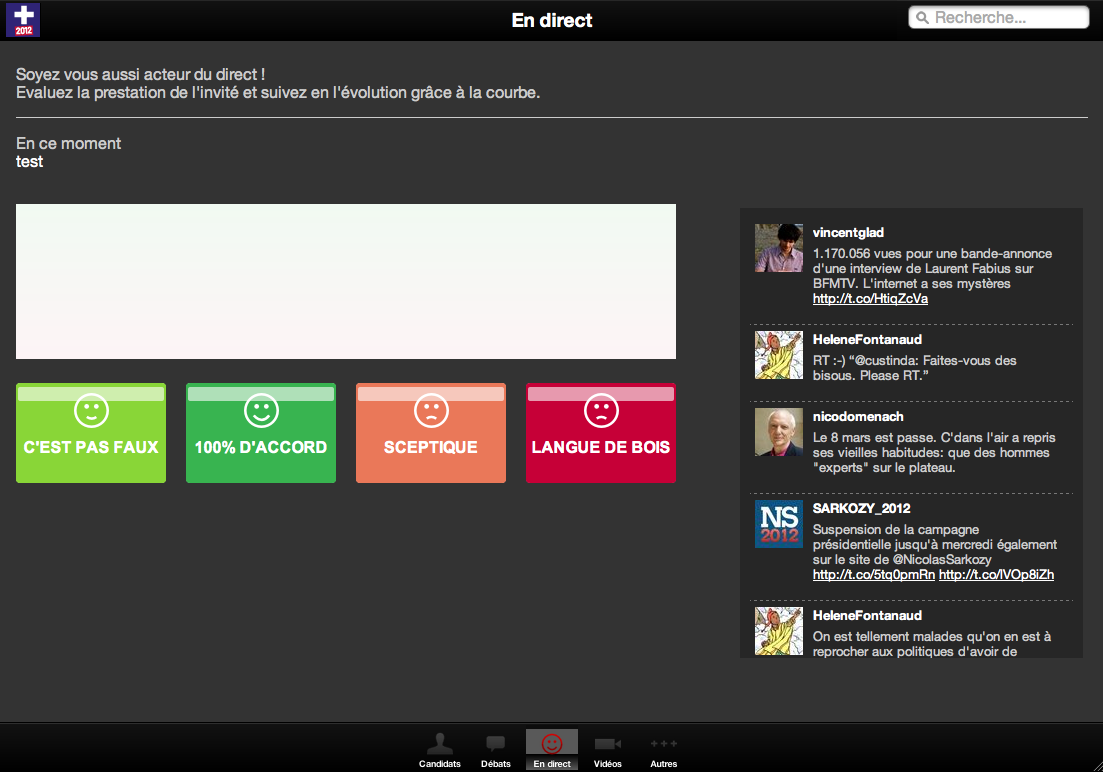 2012
En direct
Recherche...
Soyez vous aussi acteur du direct !
Evaluez la prestation de l'invité et suivez en l'évolution grâce à la courbe.
En ce moment
test
C'EST PAS FAUX
100% D'ACCORD
SCEPTIQUE
LANGUE DE BOIS
vincentglad
1.170.056 vues pour une bande-annonce
d'une interview de Laurent Fabius sur
BFMTV. L'internet a ses mystères
http://t.co/HtiqZcVa
HeleneFontanaud
RT :-) “@custinda: Faites-vous des
bisous. Please RT.”
nicodomenach
Le 8 mars est passe. C'dans l'air a repris
ses vieilles habitudes: que des hommes
"experts" sur le plateau.
NS
2012
SARKOZY_2012
Suspension de la campagne
présidentielle jusqu'à mercredi également
sur le site de @NicolasSarkozy
http://t.co/5tq0pmRn http://t.co/lVOp8iZh
HeleneFontanaud
On est tellement malades qu'on en est à
reprocher aux politiques d'avoir de
Candidats
Débats
En direct
Vidéos
Autres